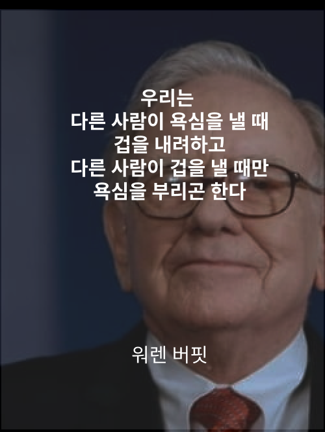 우리는
다른 사람이 욕심을 낼 때
겁을 내려하고
다른 사람이 겁을 낼 때만
욕심을 부리곤 한다
워렌 버핏